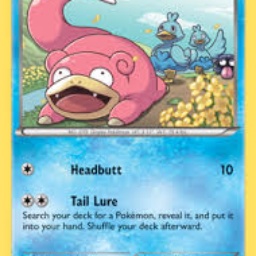 Headbutt 10
Tail Lure
Search your deck for a Pokémon, reveal it, and put it
into your hand. Shuffle your deck afterward.